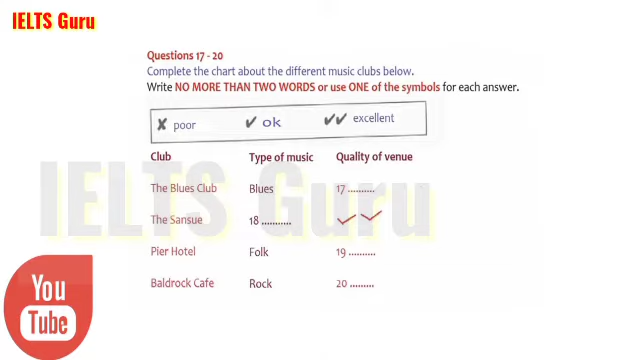 IELTS Guru
Questions 17 - 20
Complete the chart about the different music clubs below.
Write NO MORE THAN TWO WORDS or use ONE of the symbols for each answer.
✘ poor ✔ ok ✔✔ excellent
Club Type of music Quality of venue
The Blues Club Blues 17 ..........
The Sansue 18 ........... ✓ ✓
Pier Hotel Folk 19 ..........
Baldrock Cafe Rock 20 .........
IELTS Guru
You
Tube